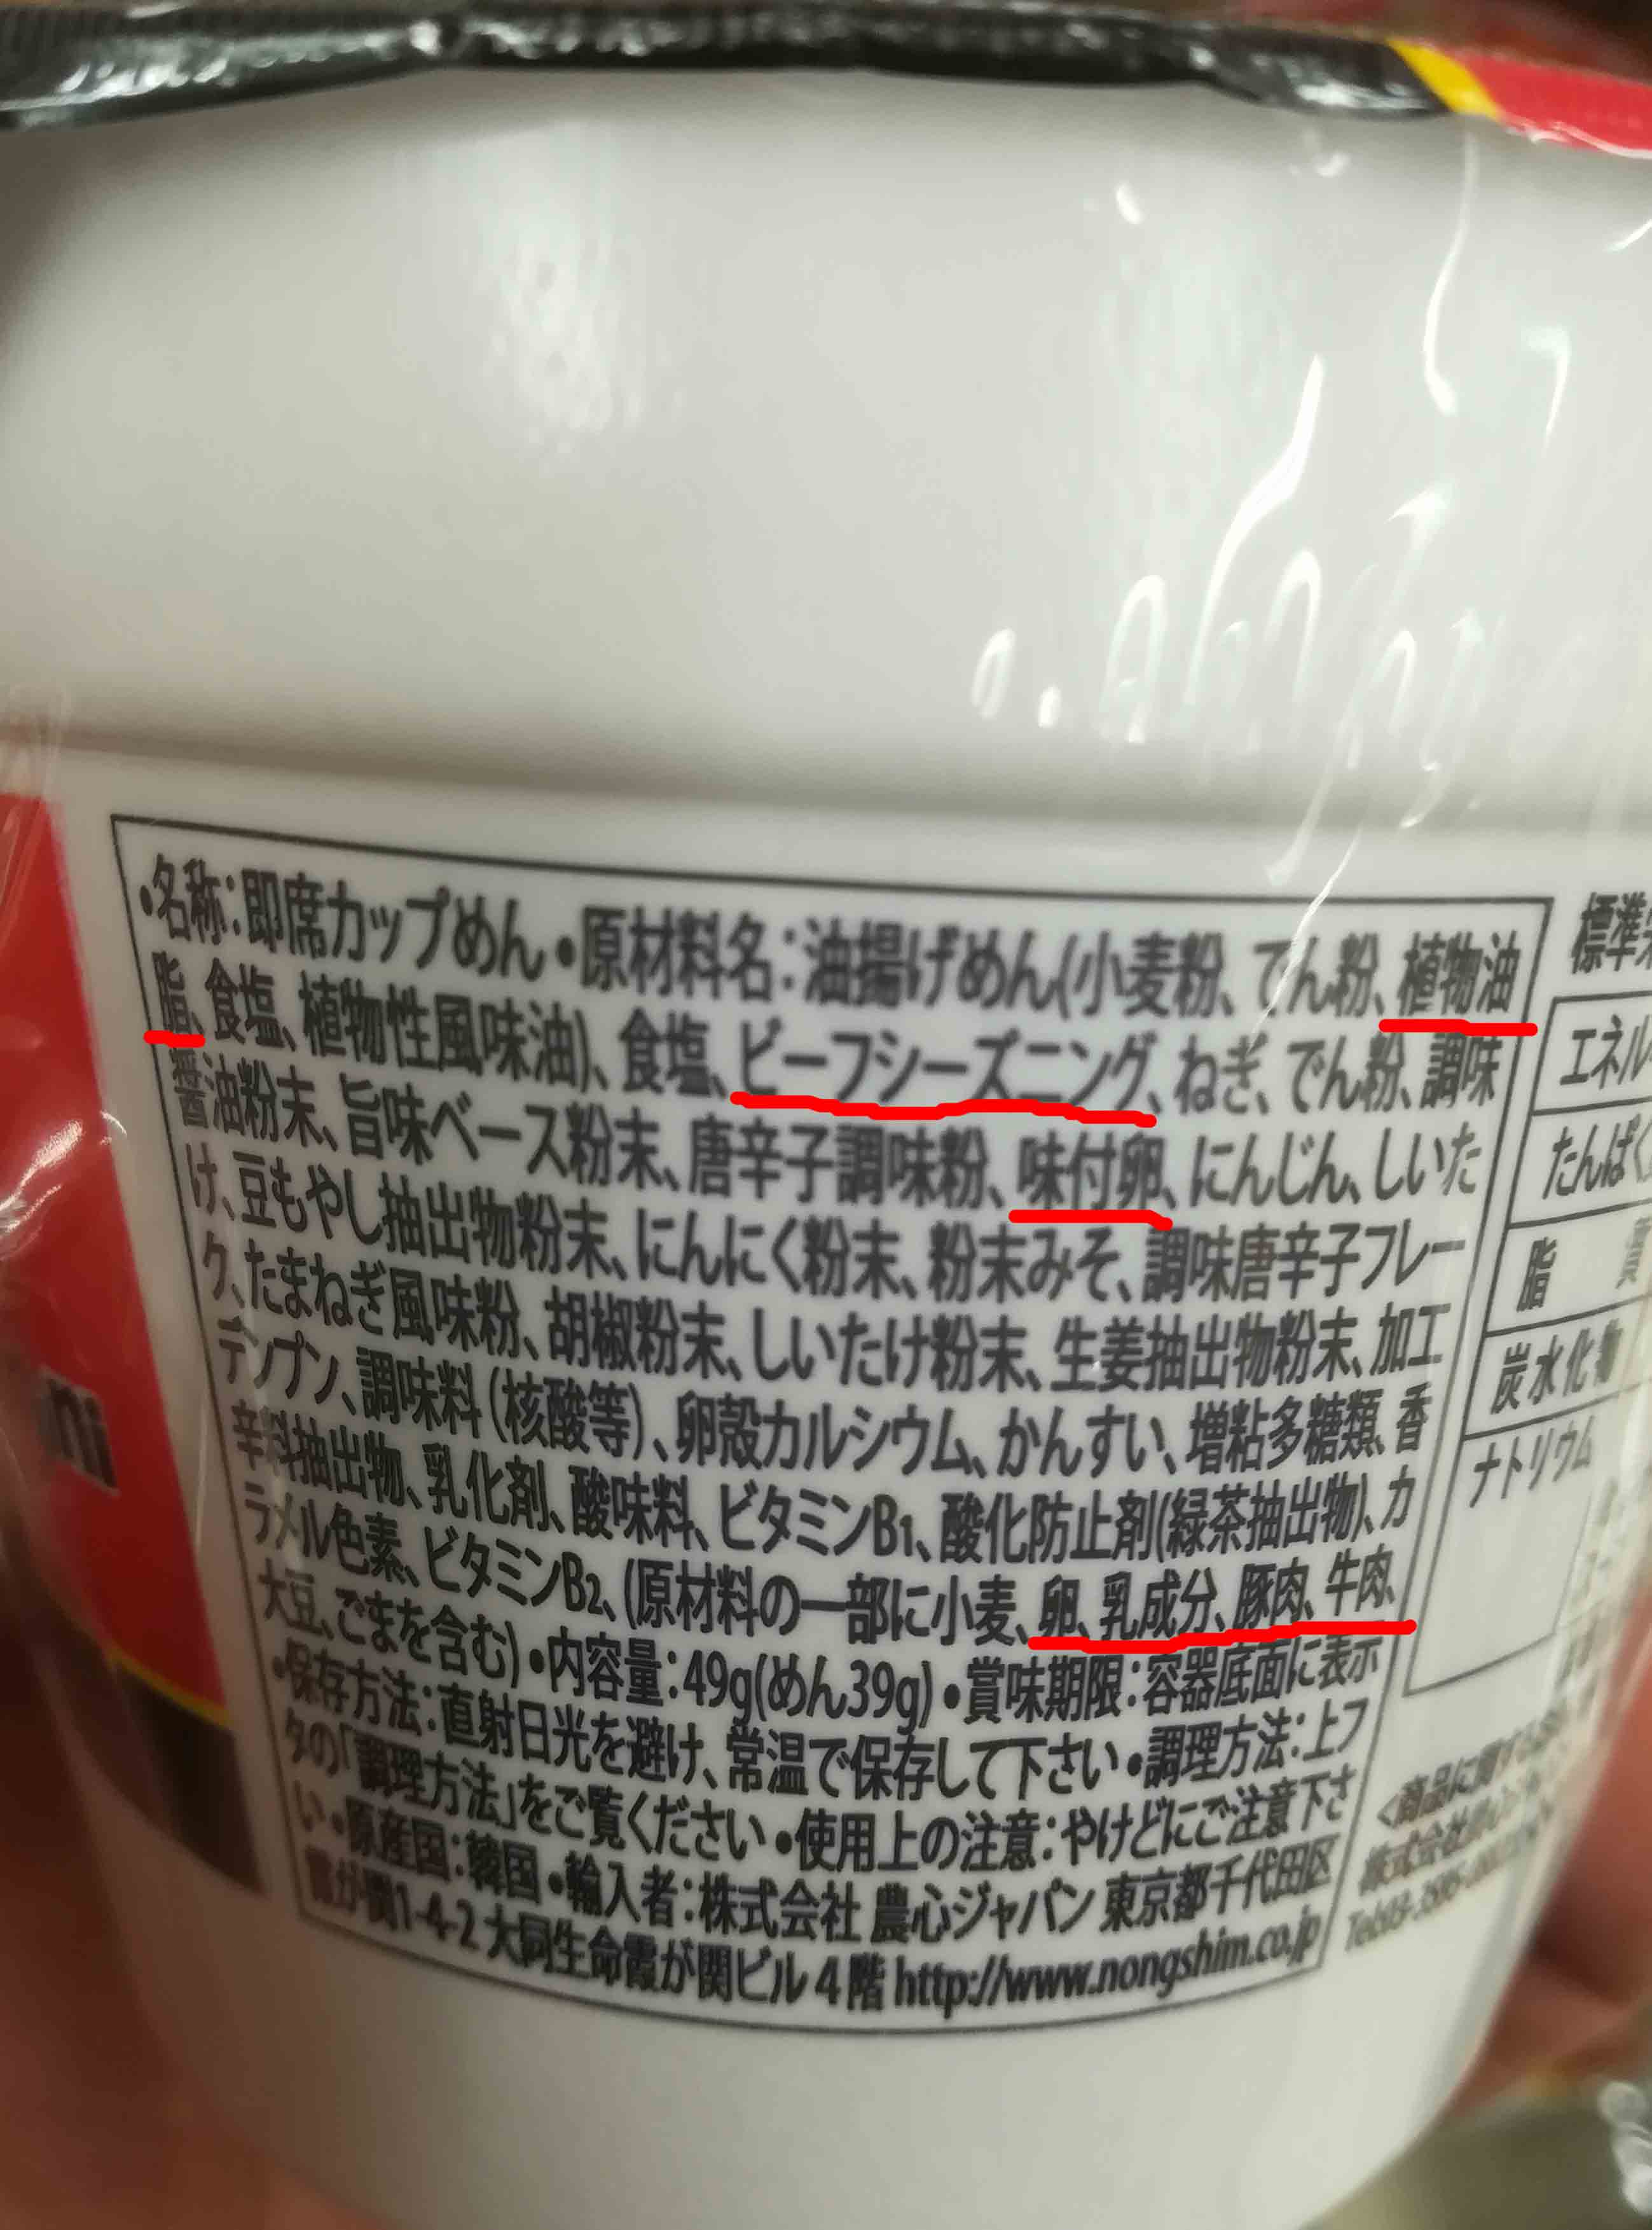 •名称:即席カップめん•原材料名:油揚げめん(小麦粉、でん粉、植物油
脂、食塩、植物性風味油)、食塩、ビーフシーズニング、ねぎ、でん粉、調味
醤油粉末、旨味ベース粉末、唐辛子調味粉、味付卵、にんじん、しいた
け、豆もやし抽出物粉末、にんにく粉末、粉末みそ、調味唐辛子フレー
ク、たまねぎ風味粉、胡椒粉末、しいたけ粉末、生姜抽出物粉末、加工
デンプン、調味料(核酸等)、卵殻カルシウム、かんすい、増粘多糖類、香
辛料抽出物、乳化剤、酸味料、ビタミンB1、酸化防止剤(緑茶抽出物)、カ
ラメル色素、ビタミンB2、(原材料の一部に小麦、卵、乳成分、豚肉、牛肉、
大豆、ごまを含む)•内容量:49g(めん39g)•賞味期限:容器底面に表示
•保存方法:直射日光を避け、常温で保存して下さい•調理方法:上フ
タの「調理方法」をご覧ください•使用上の注意:やけどにご注意下さ
い•原産国:韓国•輸入者:株式会社 農心ジャパン 東京都千代田区
霞が関1-4-2 大同生命霞が関ビル4階 http://www.nongshim.co.jp
標準
エネル
たんぱく
脂 質
炭水化物
ナトリウム
<商品に関する
株式会社